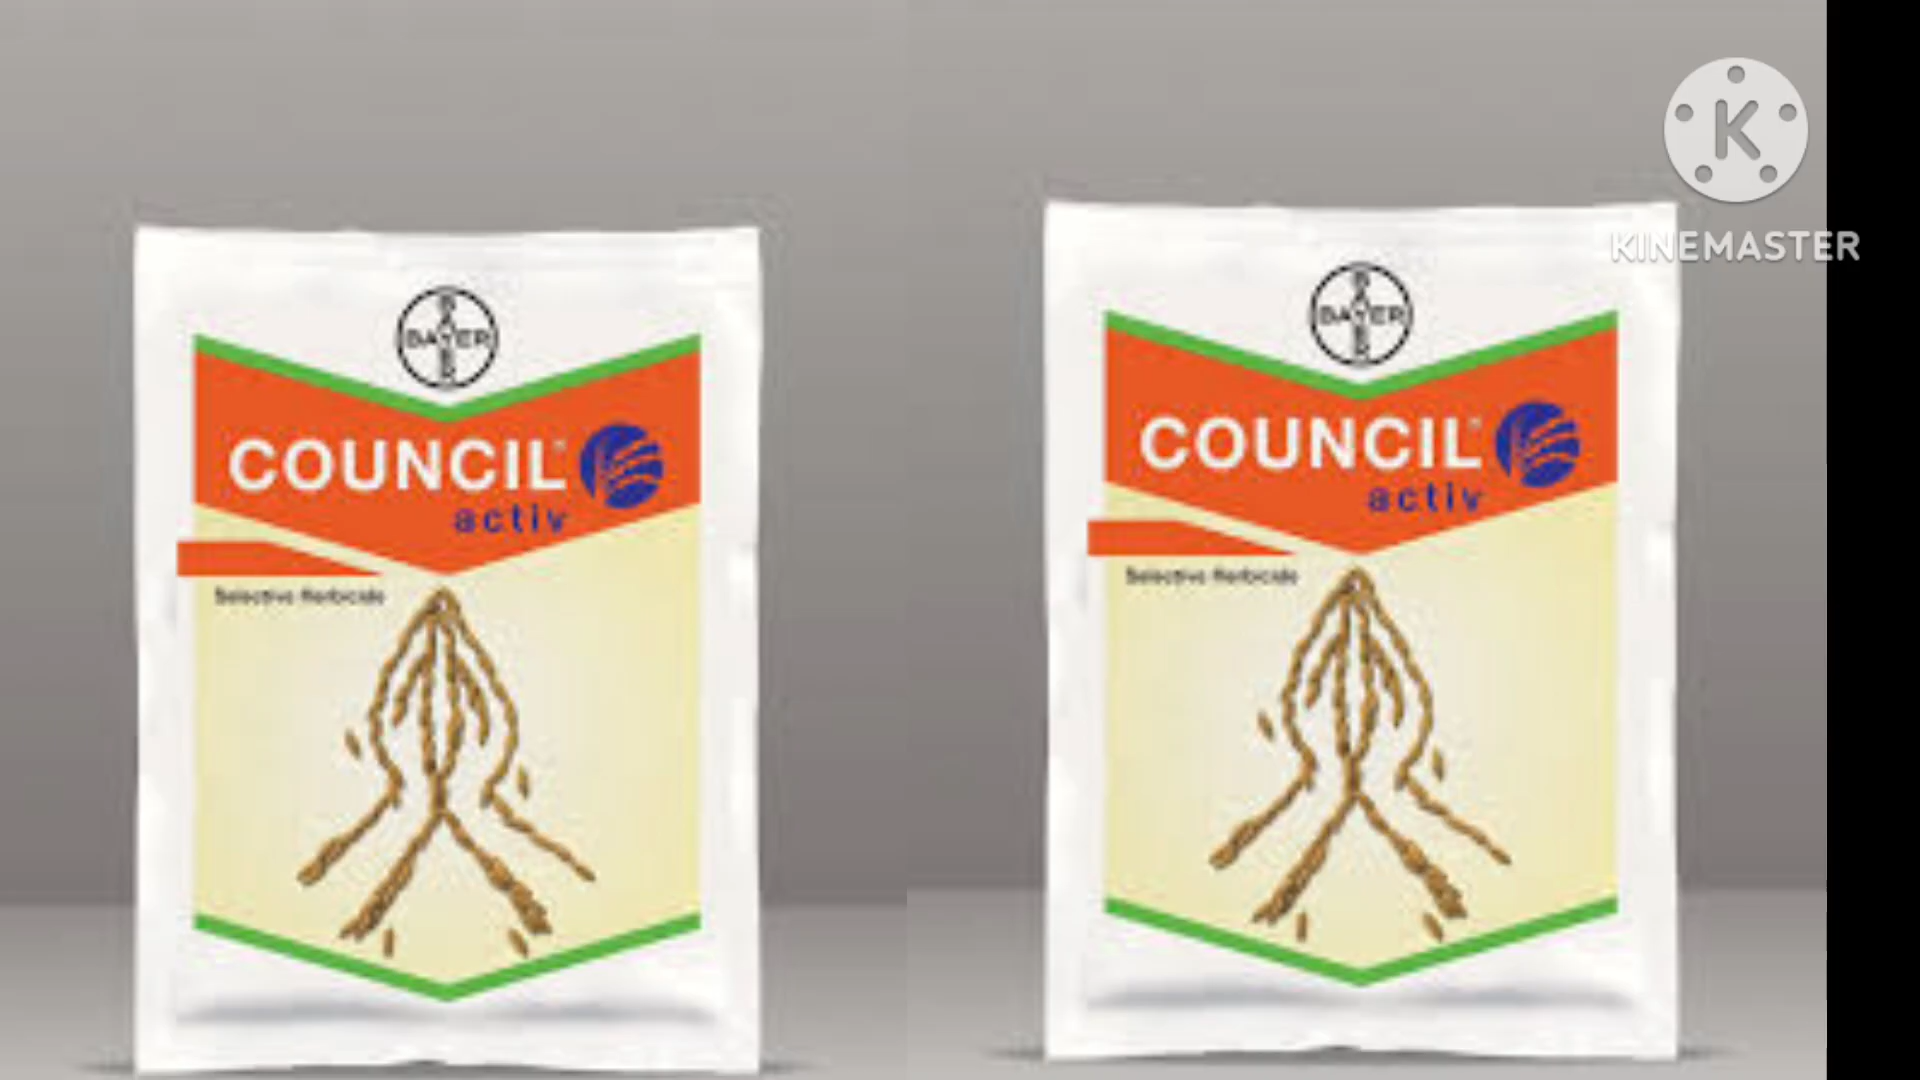 BAYER
BAYER
COUNCIL
activ
Selective Herbicide
BAYER
BAYER
COUNCIL
activ
Selective Herbicide
K
KINEMASTER